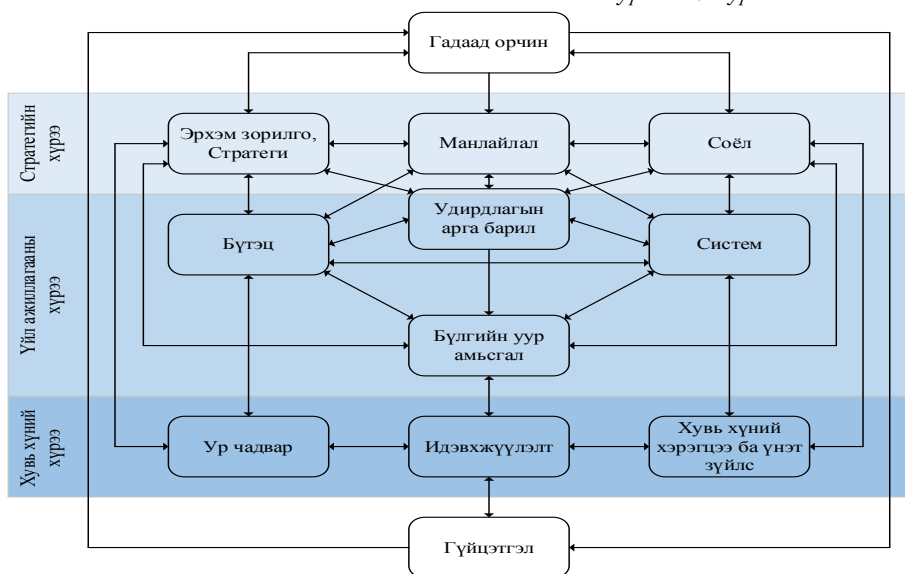 Гадаад орчин
Стратегийн
хүрээ
Эрхэм зорилго,
Стратеги
Манлайлал
Соёл
Үйл ажиллагааны
хүрээ
Удирдлагын
арга барил
Бүтэц
Систем
Бүлгийн уур
амьсгал
Хувь хүний
хүрээ
Ур чадвар
Идэвхжүүлэлт
Хувь хүний
хэрэгцээ ба үнэт
зүйлс
Гүйцэтгэл